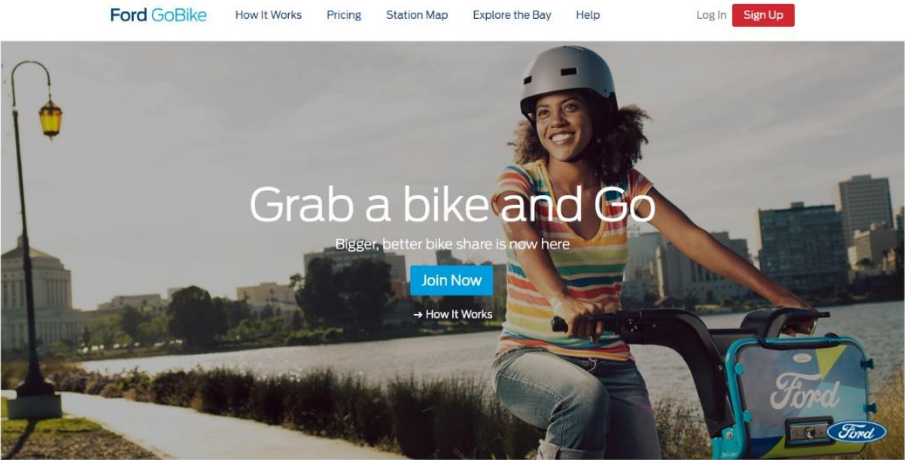 Ford GoBike How It Works Pricing Station Map Explore the Bay Help Log In Sign Up
Grab a bike and Go
Bigger, better bike share is now here
Join Now
→ How It Works
Ford
Ford